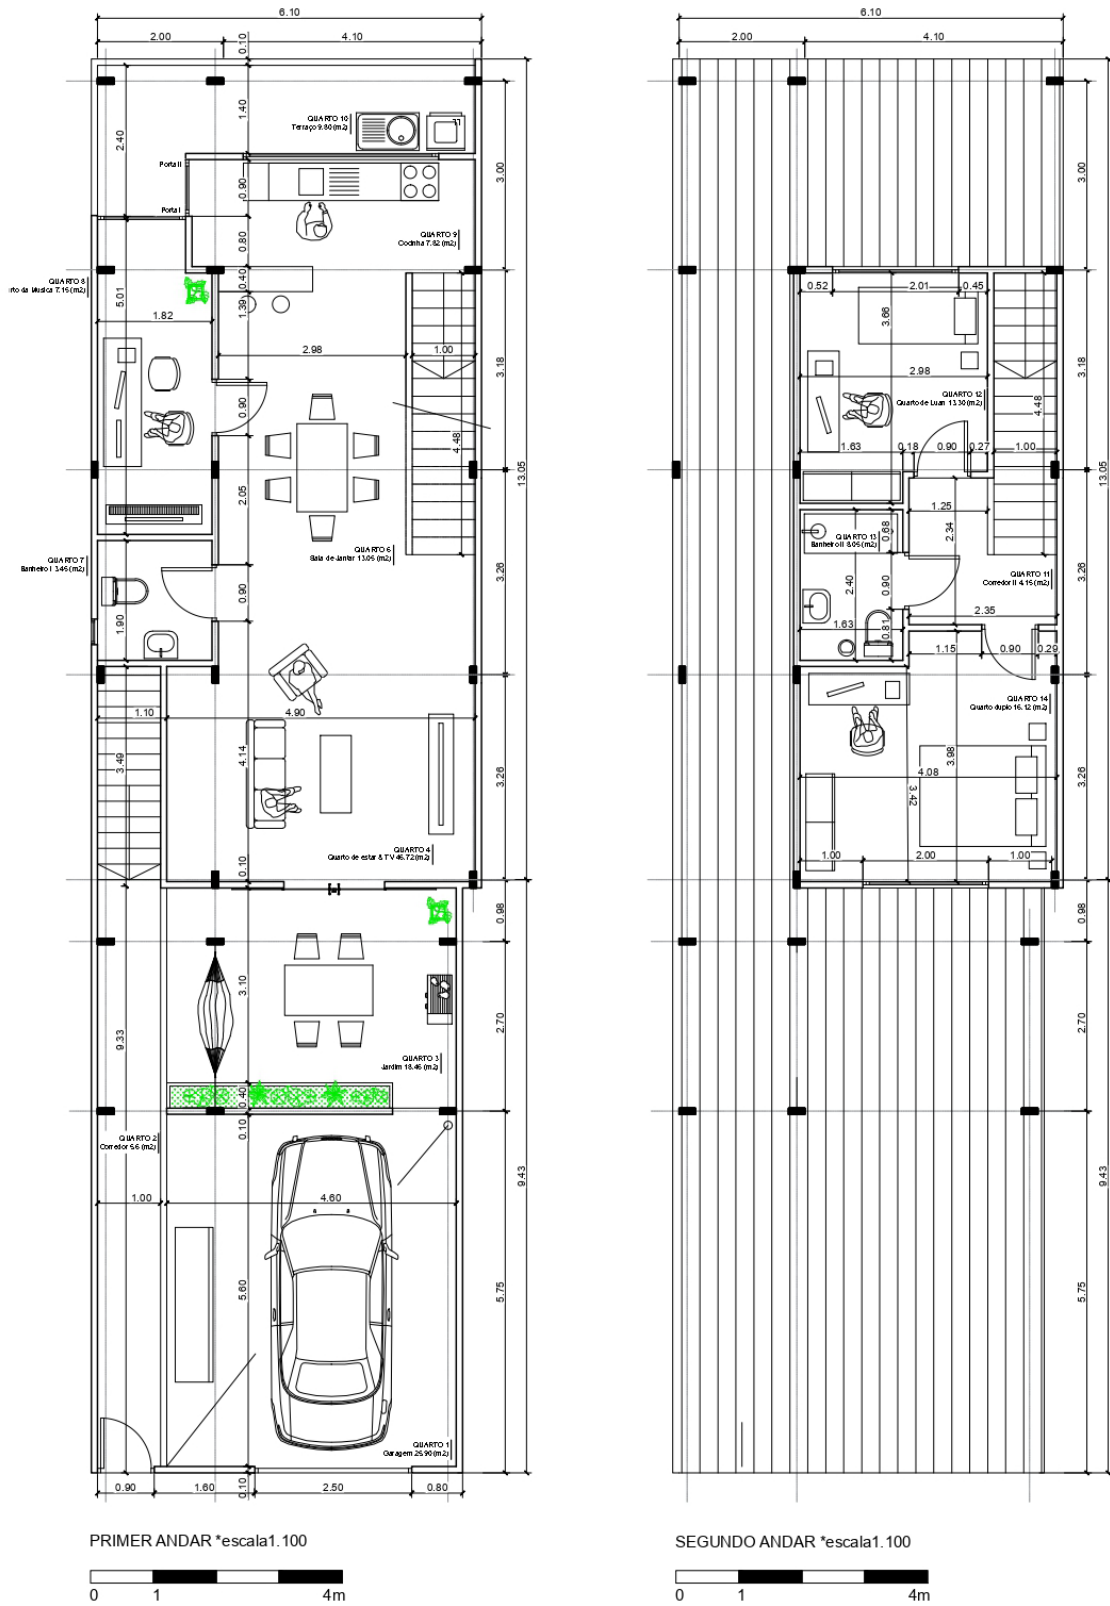 6.10
2.00
4.10
0.10
1.40
2.40
QUARTO 10
Terraço 9.80 (m2)
3.00
Porta II
0.90
Porta I
0.80
QUARTO 9
Codnha 7.82 (m2)
QUARTO 8
rto da Musica 7.16 (m2)
0.40
5.01
1.39
1.82
2.98
1.00
3.18
0.90
4.48
13.05
2.05
QUARTO 6
Sala de Jantar 13.05 (m2)
QUARTO 7
Banheiro I 3.45 (m2)
3.26
0.90
1.90
1.10
4.90
3.49
4.14
3.26
QUARTO 4
Quarto de estar & TV 46.72 (m2)
0.10
0.98
3.10
9.33
2.70
QUARTO 3
Jardim 18.46 (m2)
0.40
0.10
QUARTO 2
Corredor 5.6 (m2)
1.00
4.60
9.43
5.60
5.75
QUARTO 1
Garagem 25.90 (m2)
0.90
1.60
0.10
2.50
0.80
PRIMER ANDAR *escala1.100
0
1
4m
6.10
2.00
4.10
3.00
0.52
2.01
0.45
3.66
2.98
3.18
QUARTO 12
Quarto de Luan 13.30 (m2)
4.48
1.63
0.18
0.90
0.27
1.00
13.05
1.25
0.68
2.34
QUARTO 13
Banheiro II 8.05 (m2)
3.26
QUARTO 11
Corredor II 4.15 (m2)
2.40
0.90
2.35
1.63
0.81
1.15
0.90
0.29
QUARTO 14
Quarto duplo 16.12 (m2)
3.98
4.08
3.42
3.26
1.00
2.00
1.00
0.98
2.70
9.43
5.75
SEGUNDO ANDAR *escala1.100
0
1
4m